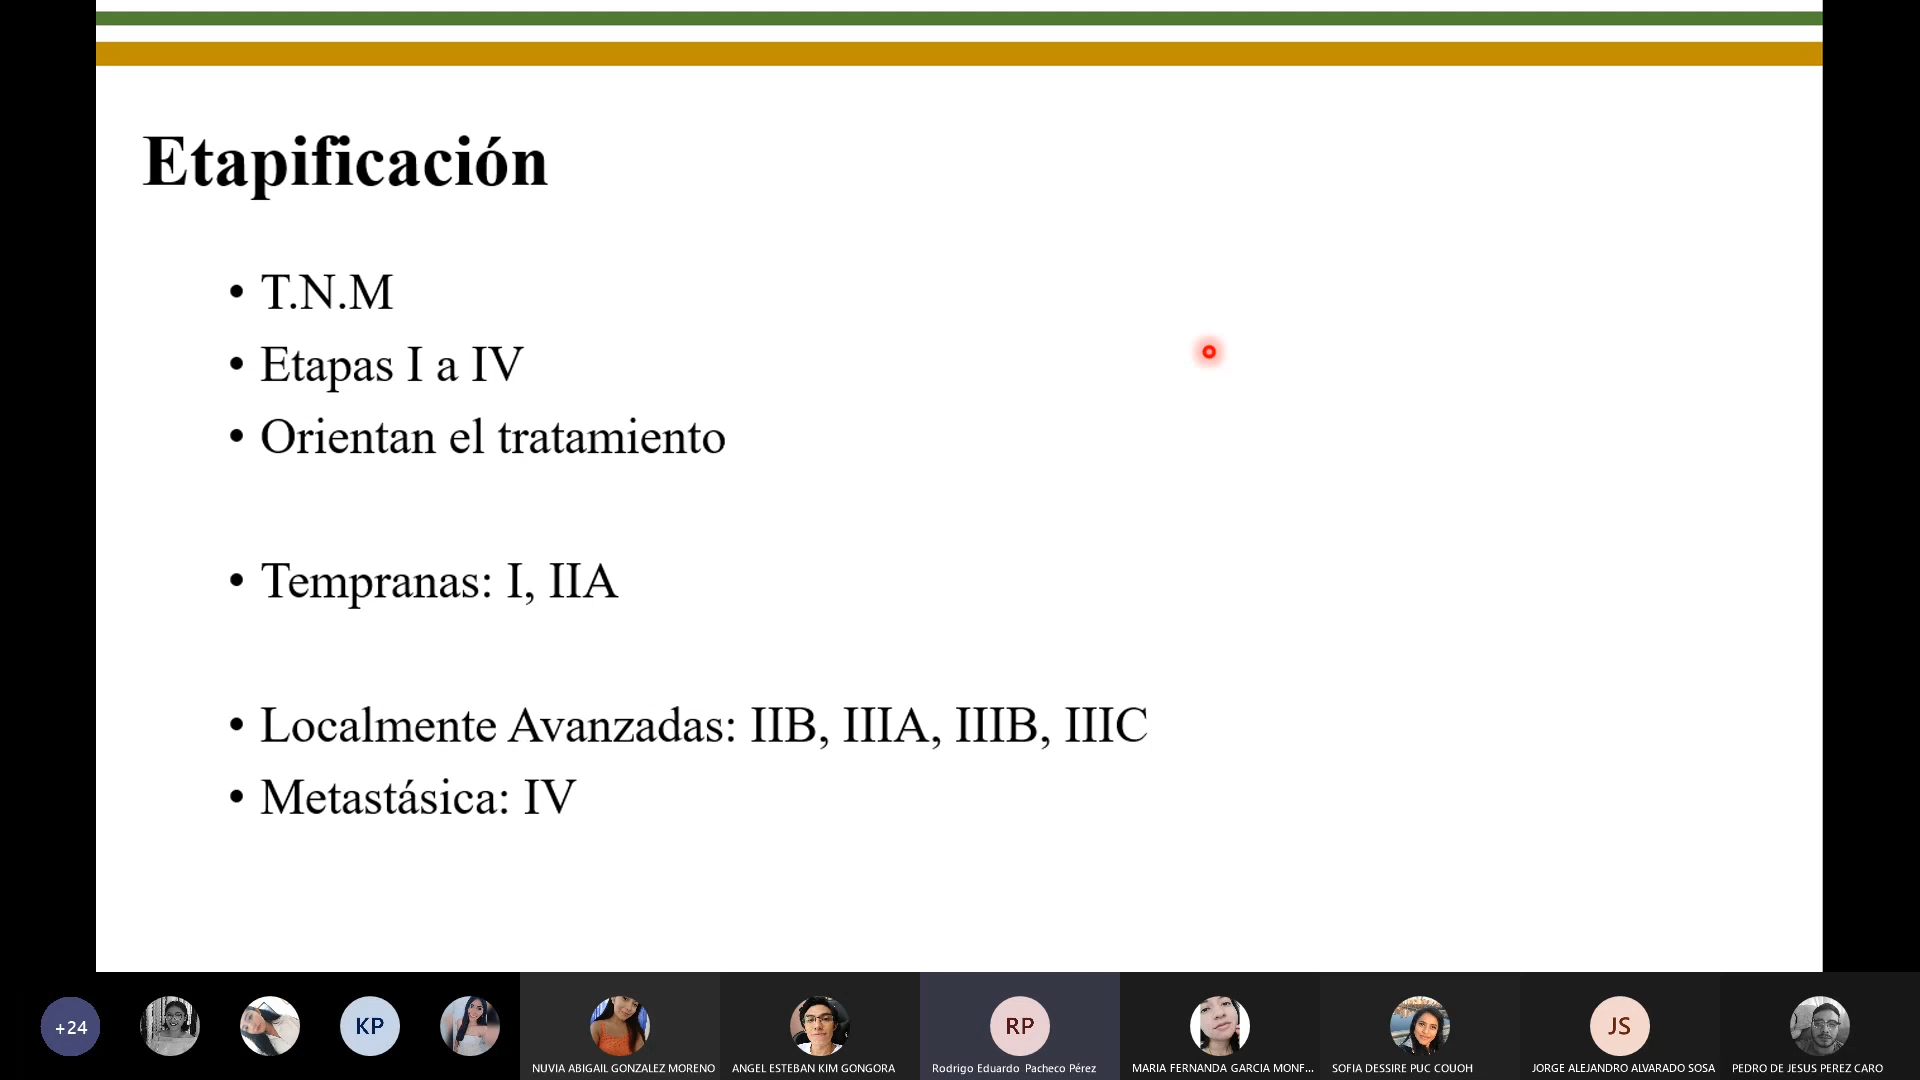 Etapificación
• T.N.M
• Etapas I a IV
• Orientan el tratamiento
• Tempranas: I, IIA
• Localmente Avanzadas: IIB, IIIA, IIIB, IIIC
• Metastásica: IV
+24
KP
RP
JS
NUVIA ABIGAIL GONZALEZ MORENO
ANGEL ESTEBAN KIM GONGORA
Rodrigo Eduardo Pacheco Pérez
MARIA FERNANDA GARCIA MONF...
SOFIA DESSIRE PUC COUOH
JORGE ALEJANDRO ALVARADO SOSA
PEDRO DE JESUS PEREZ CARO